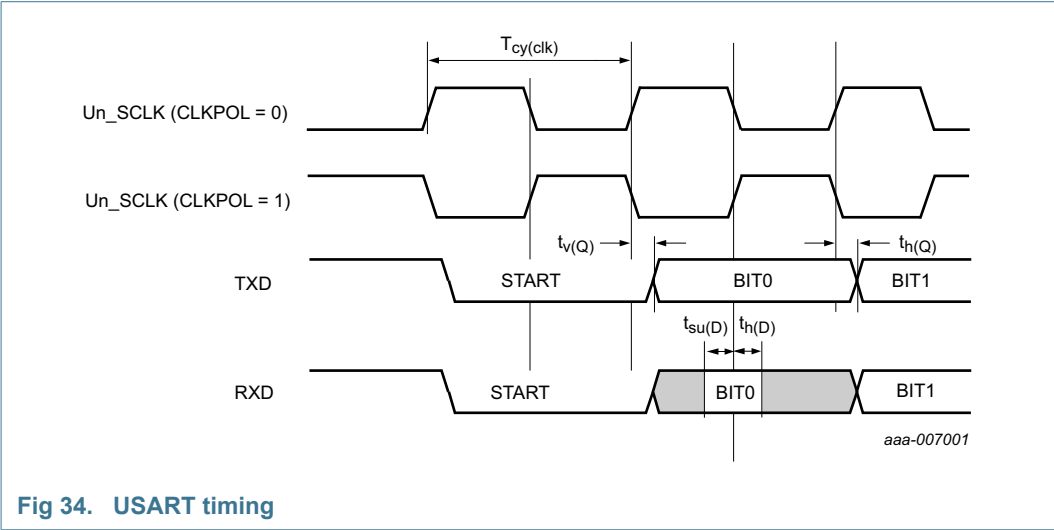 Tcy(clk)
Un_SCLK (CLKPOL = 0)
Un_SCLK (CLKPOL = 1)
tv(Q)
th(Q)
TXD
START
BIT0
BIT1
tsu(D)
th(D)
RXD
START
BIT0
BIT1
aaa-007001
Fig 34. USART timing